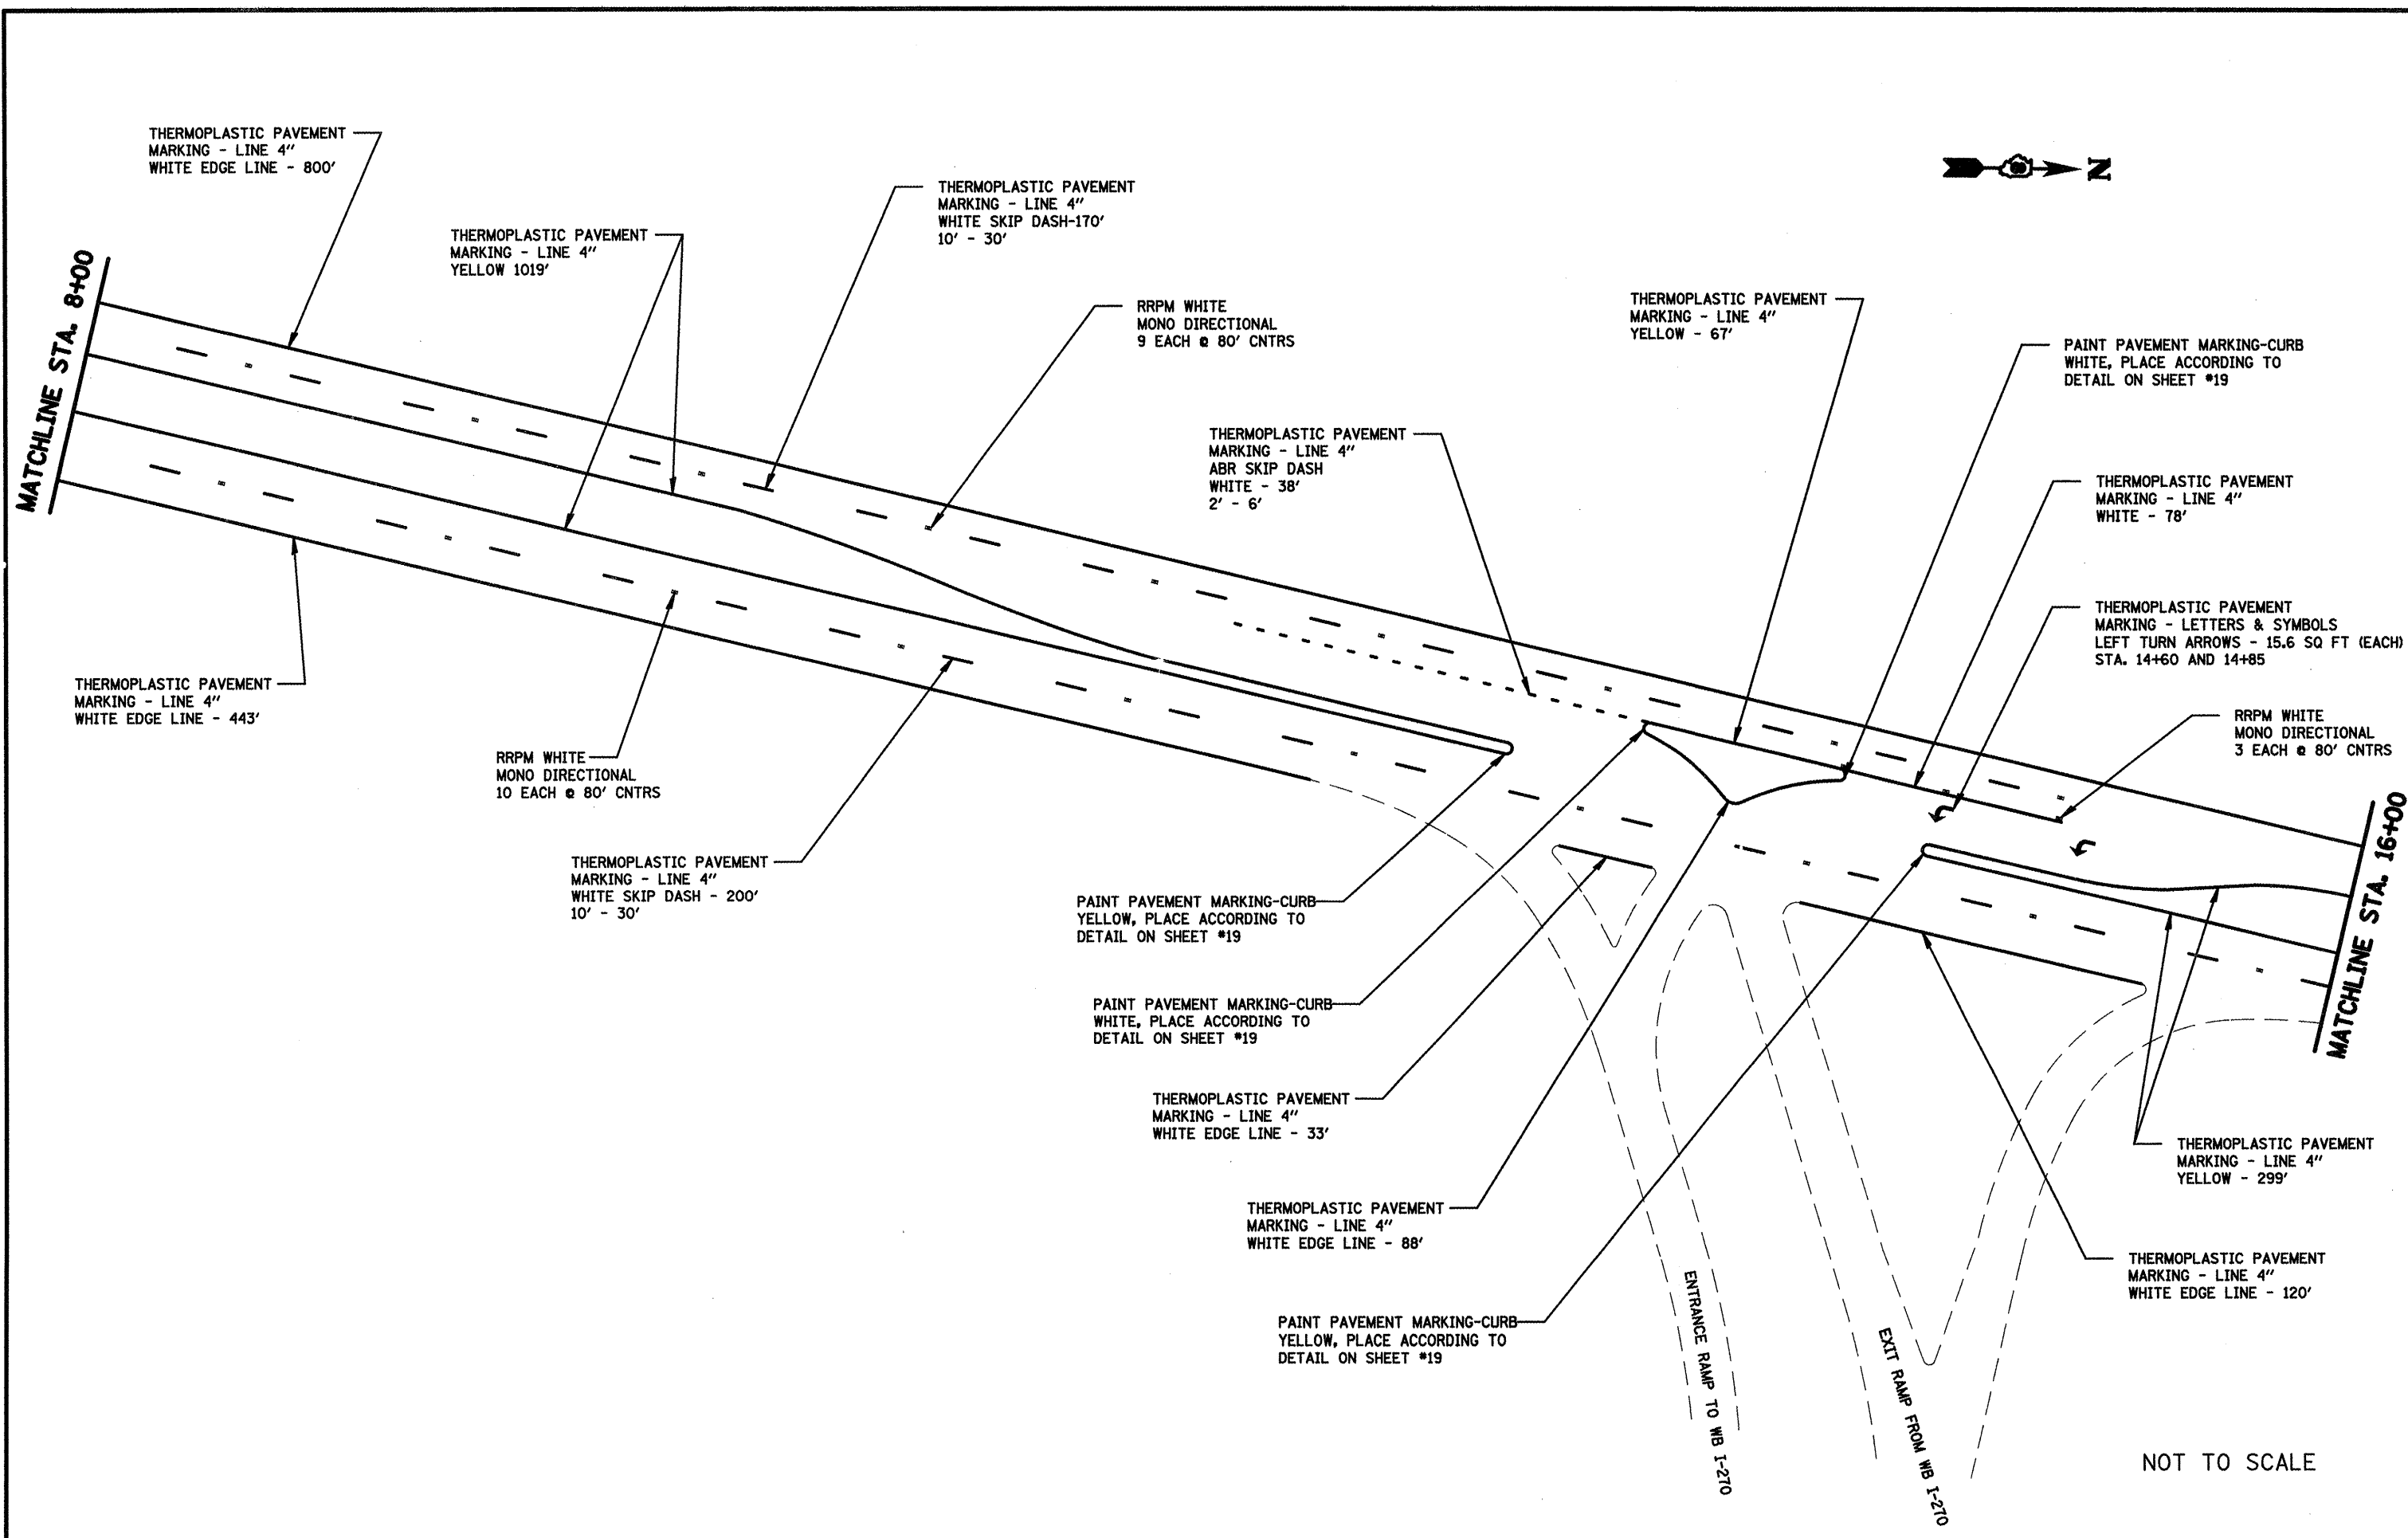 THERMOPLASTIC PAVEMENT
MARKING - LINE 4"
WHITE EDGE LINE - 800'
THERMOPLASTIC PAVEMENT
MARKING - LINE 4"
YELLOW 1019'
THERMOPLASTIC PAVEMENT
MARKING - LINE 4"
WHITE SKIP DASH-170'
10' - 30'
RRPM WHITE
MONO DIRECTIONAL
9 EACH @ 80' CNTRS
THERMOPLASTIC PAVEMENT
MARKING - LINE 4"
ABR SKIP DASH
WHITE - 38'
2' - 6'
THERMOPLASTIC PAVEMENT
MARKING - LINE 4"
YELLOW - 67'
N
PAINT PAVEMENT MARKING-CURB
WHITE, PLACE ACCORDING TO
DETAIL ON SHEET #19
THERMOPLASTIC PAVEMENT
MARKING - LINE 4"
WHITE - 78'
THERMOPLASTIC PAVEMENT
MARKING - LETTERS & SYMBOLS
LEFT TURN ARROWS - 15.6 SQ FT (EACH)
STA. 14+60 AND 14+85
RRPM WHITE
MONO DIRECTIONAL
3 EACH @ 80' CNTRS
MATCHLINE STA. 8+00
MATCHLINE STA. 16+00
THERMOPLASTIC PAVEMENT
MARKING - LINE 4"
WHITE EDGE LINE - 443'
RRPM WHITE
MONO DIRECTIONAL
10 EACH @ 80' CNTRS
THERMOPLASTIC PAVEMENT
MARKING - LINE 4"
WHITE SKIP DASH - 200'
10' - 30'
PAINT PAVEMENT MARKING-CURB
YELLOW, PLACE ACCORDING TO
DETAIL ON SHEET #19
PAINT PAVEMENT MARKING-CURB
WHITE, PLACE ACCORDING TO
DETAIL ON SHEET #19
THERMOPLASTIC PAVEMENT
MARKING - LINE 4"
WHITE EDGE LINE - 33'
THERMOPLASTIC PAVEMENT
MARKING - LINE 4"
WHITE EDGE LINE - 88'
PAINT PAVEMENT MARKING-CURB
YELLOW, PLACE ACCORDING TO
DETAIL ON SHEET #19
THERMOPLASTIC PAVEMENT
MARKING - LINE 4"
YELLOW - 299'
THERMOPLASTIC PAVEMENT
MARKING - LINE 4"
WHITE EDGE LINE - 120'
ENTRANCE RAMP TO WB I-270
EXIT RAMP FROM WB I-270
NOT TO SCALE